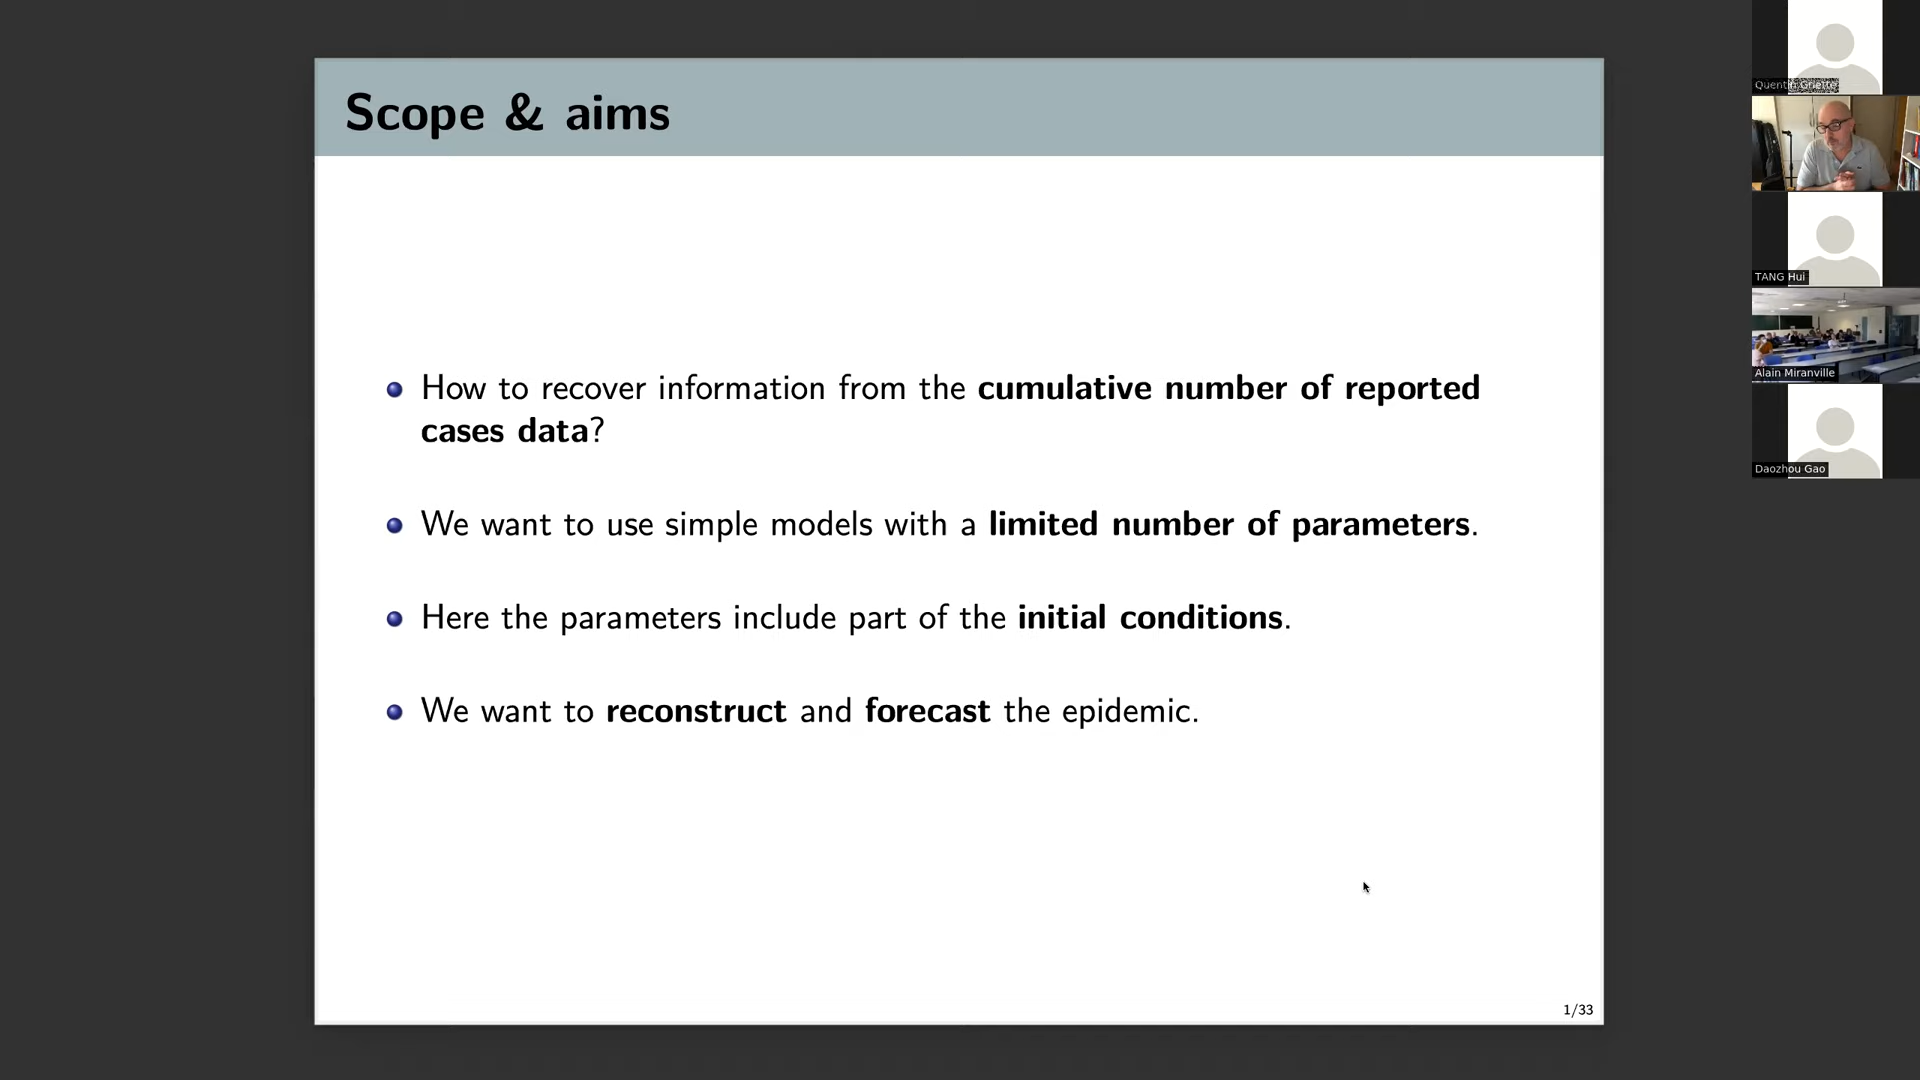 Scope & aims
How to recover information from the cumulative number of reported
cases data?
We want to use simple models with a limited number of parameters.
Here the parameters include part of the initial conditions.
We want to reconstruct and forecast the epidemic.
1/33
TANG Hui
Alain Miranville
Daozhou Gao